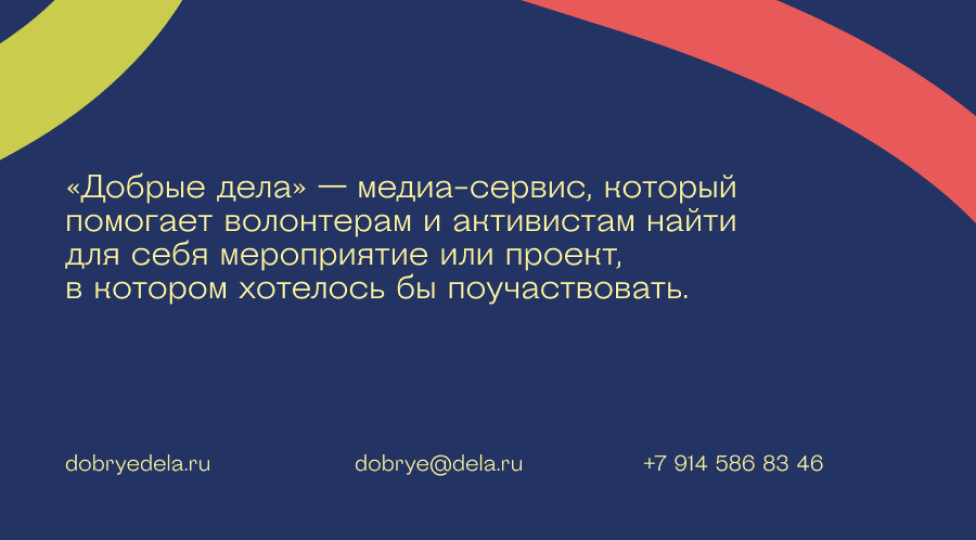 «Добрые дела» — медиа-сервис, который
помогает волонтерам и активистам найти
для себя мероприятие или проект,
в котором хотелось бы поучаствовать.
dobryedela.ru
dobrye@dela.ru
+7 914 586 83 46